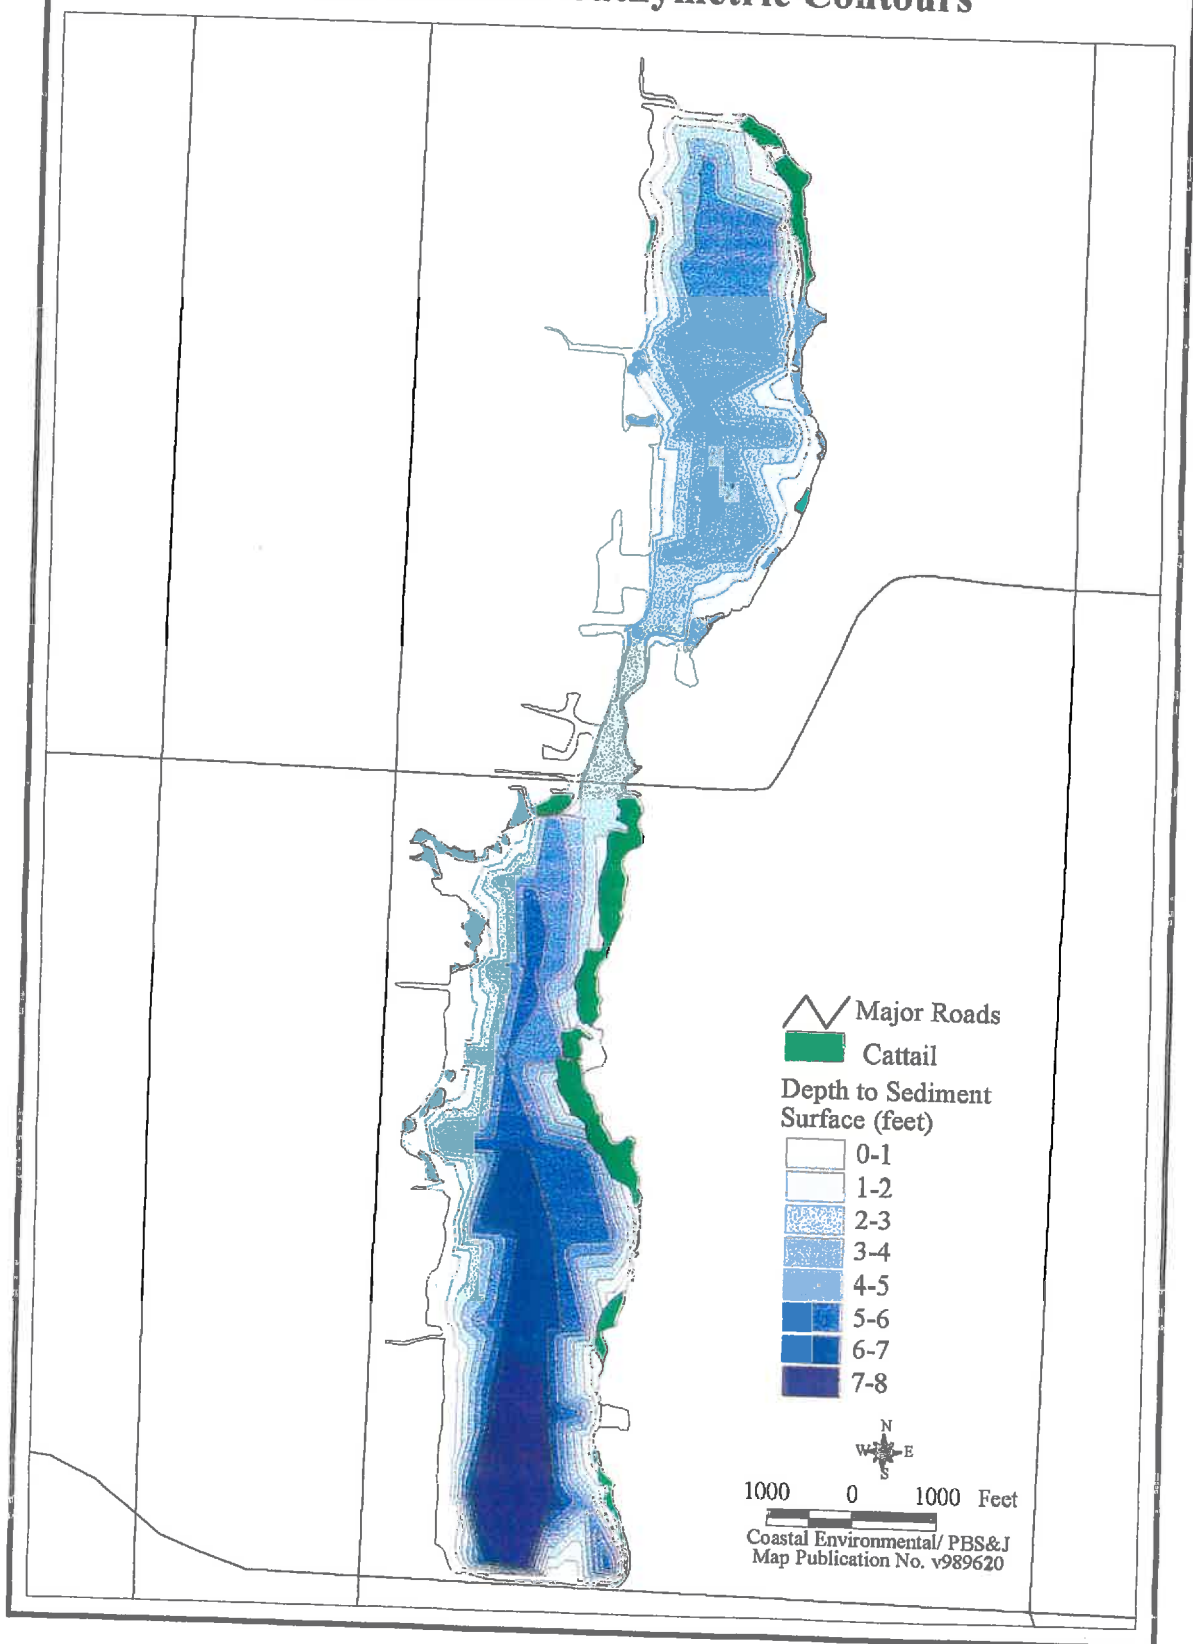 Contours
Major Roads
Cattail
Depth to Sediment
Surface (feet)
0-1
1-2
2-3
3-4
4-5
5-6
6-7
7-8
N
W E
S
1000 0 1000 Feet
Coastal Environmental/ PBS&J
Map Publication No. v989620